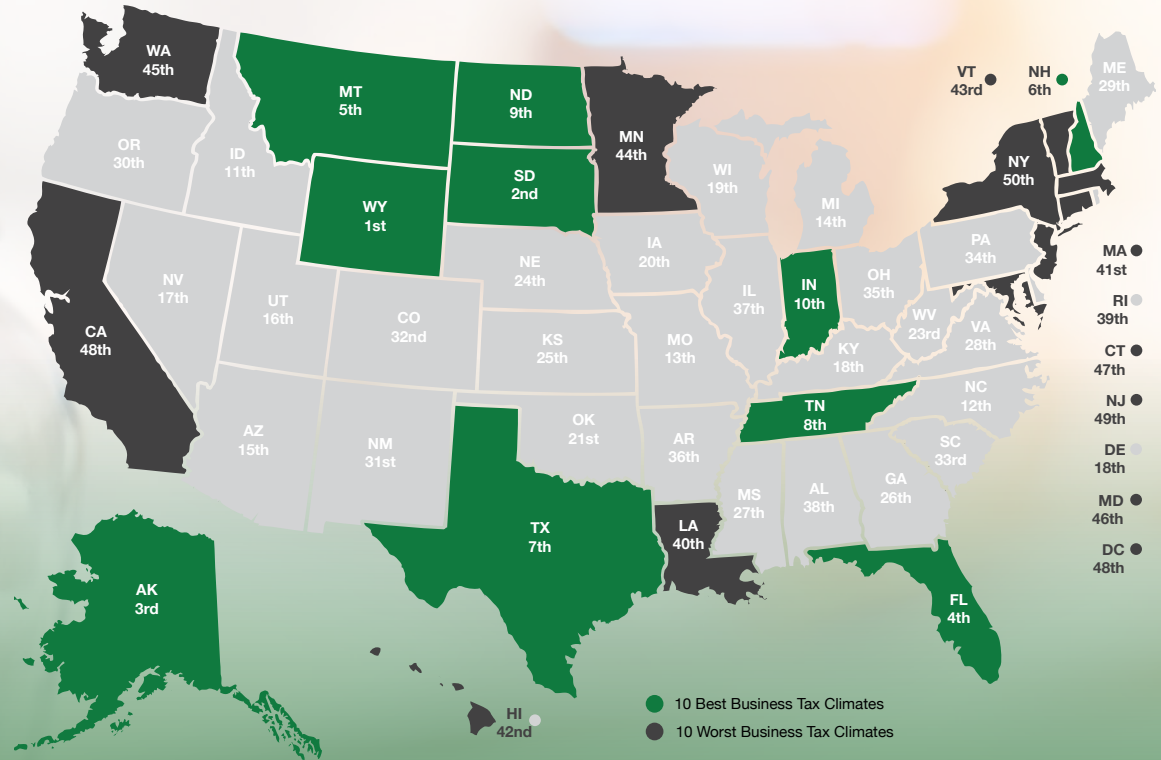 WA
45th
MT
5th
ND
9th
MN
44th
VT
43rd
NH
6th
ME
29th
OR
30th
ID
11th
SD
2nd
WI
19th
NY
50th
WY
1st
MI
14th
NV
17th
UT
16th
NE
24th
IA
20th
PA
34th
CA
48th
CO
32nd
KS
25th
MO
13th
IL
37th
IN
10th
OH
35th
WV
23rd
VA
28th
KY
18th
MA
41st
RI
39th
CT
47th
NJ
49th
DE
18th
MD
46th
DC
48th
AZ
15th
NM
31st
OK
21st
AR
36th
TN
8th
NC
12th
SC
33rd
MS
27th
AL
38th
GA
26th
TX
7th
LA
40th
FL
4th
AK
3rd
HI
42nd
10 Best Business Tax Climates
10 Worst Business Tax Climates